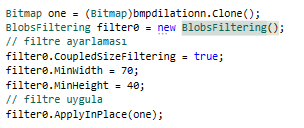 Bitmap one = (Bitmap)bmpdilationn.Clone();
BlobsFiltering filter0 = new BlobsFiltering();
// filtre ayarlaması
filter0.CoupledSizeFiltering = true;
filter0.MinWidth = 70;
filter0.MinHeight = 40;
// filtre uygula
filter0.ApplyInPlace(one);